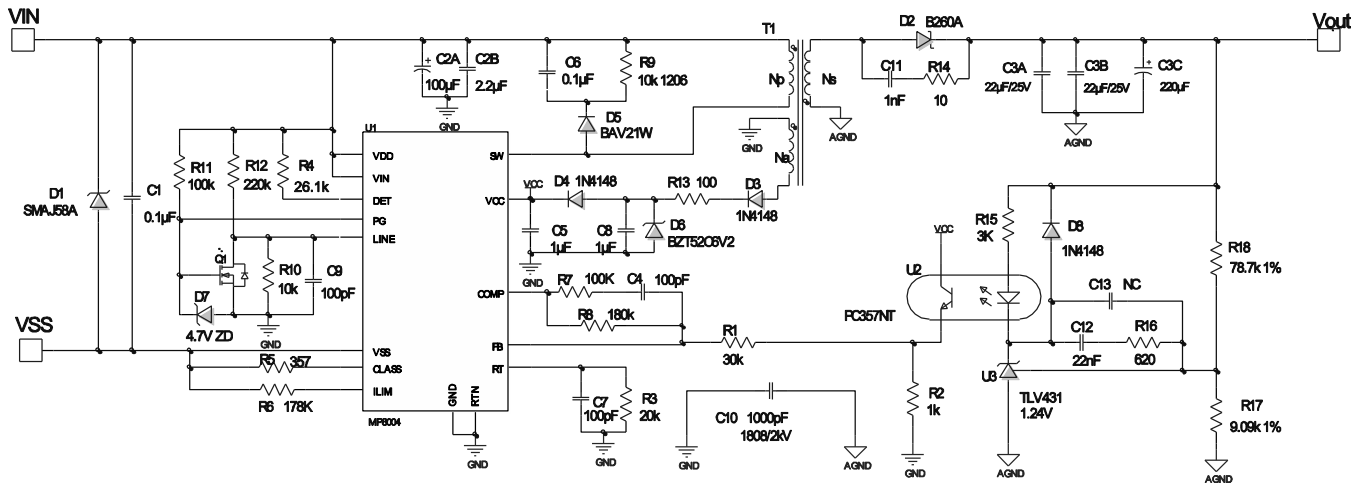 VIN
VSS
D1
SMAJ58A
C1
0.1µF
R11
100k
R12
220k
R4
26.1k
Q1
D7
4.7V ZD
R10
10k
C9
100pF
GND
R5 357
R6 178K
C2A
100µF
C2B
2.2µF
GND
U1
VDD
VIN
DET
PG
LINE
VSS
CLASS
ILIM
GND
RTN
SW
VCC
COMP
FB
RT
MP8004
GND
C6
0.1µF
R9
10k 1206
D5
BAV21W
T1
Np
Ns
Na
GND
AGND
VCC
D4 1N4148
R13 100
D3
1N4148
C5
1µF
C8
1µF
D6
BZT52C6V2
GND
R7 100K
C4 100pF
R8 180k
R1
30k
C7
100pF
R3
20k
GND
C10 1000pF
1808/2kV
GND
AGND
D2 B260A
C11
1nF
R14
10
C3A
22µF/25V
C3B
22µF/25V
C3C
220µF
AGND
Vout
R15
3K
D8
1N4148
VCC
U2
PC357NT
C13 NC
C12
22nF
R16
620
R18
78.7k 1%
R2
1k
GND
U3
TLV431
1.24V
AGND
R17
9.09k 1%
AGND